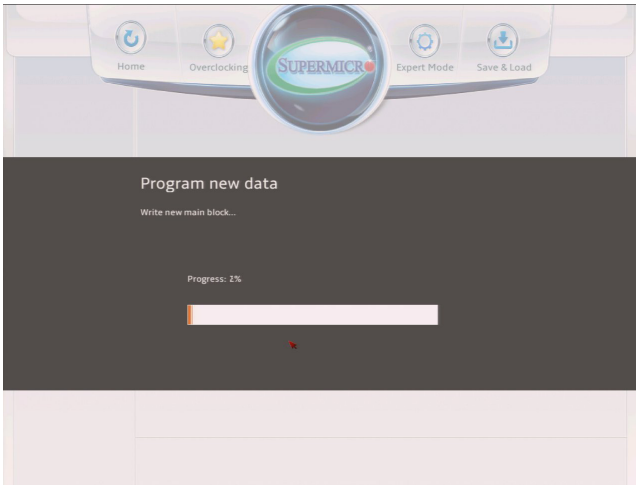 Home
Overclocking
SUPERMICRO
Expert Mode
Save & Load
Program new data
Write new main block...
Progress: 2%